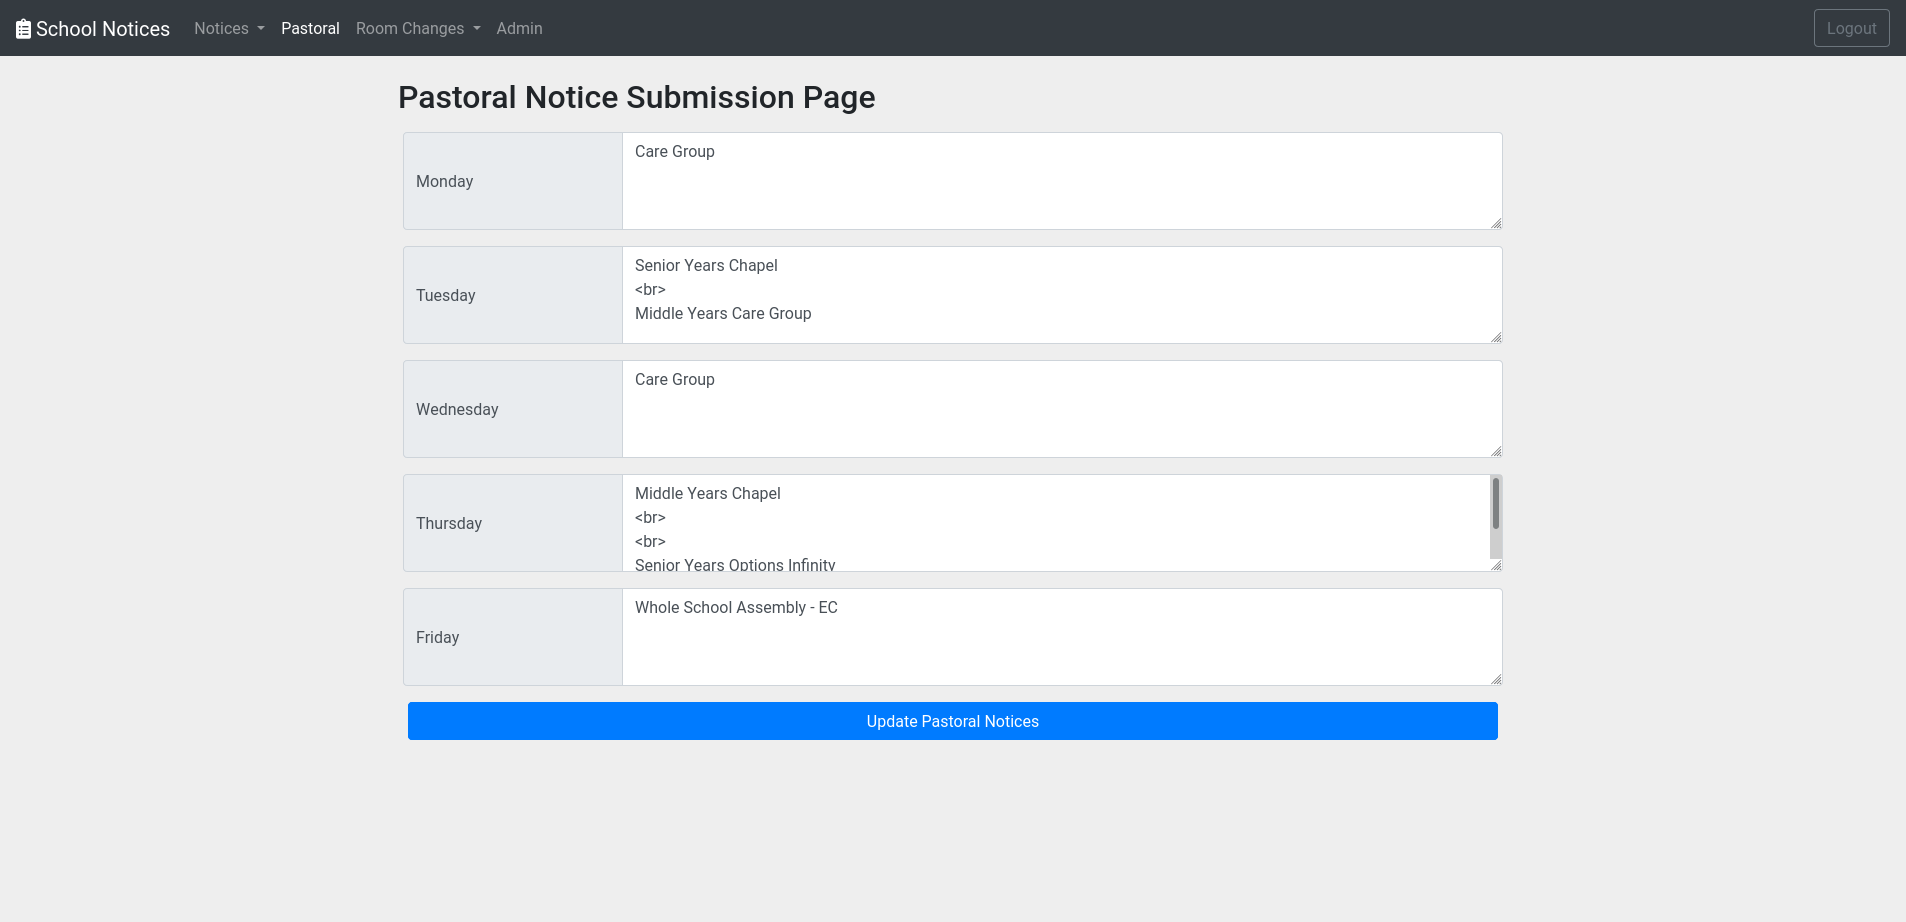 School Notices Notices Pastoral Room Changes Admin Logout
Pastoral Notice Submission Page
Monday
Care Group
Tuesday
Senior Years Chapel
<br>
Middle Years Care Group
Wednesday
Care Group
Thursday
Middle Years Chapel
<br>
<br>
Senior Years Options Infinity
Friday
Whole School Assembly - EC
Update Pastoral Notices